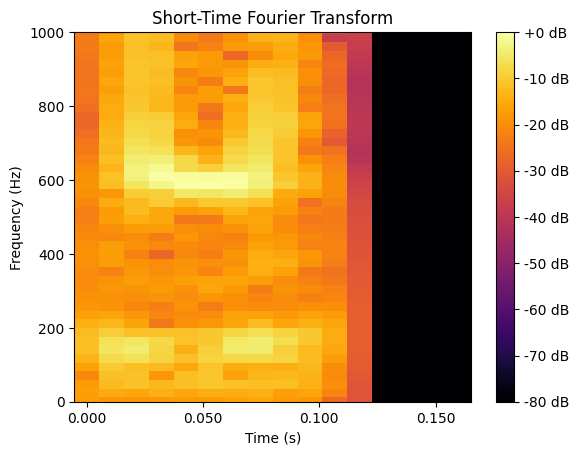 Short-Time Fourier Transform
1000
800
600
400
200
0
Frequency (Hz)
0.000
0.050
0.100
0.150
Time (s)
+0 dB
-10 dB
-20 dB
-30 dB
-40 dB
-50 dB
-60 dB
-70 dB
-80 dB